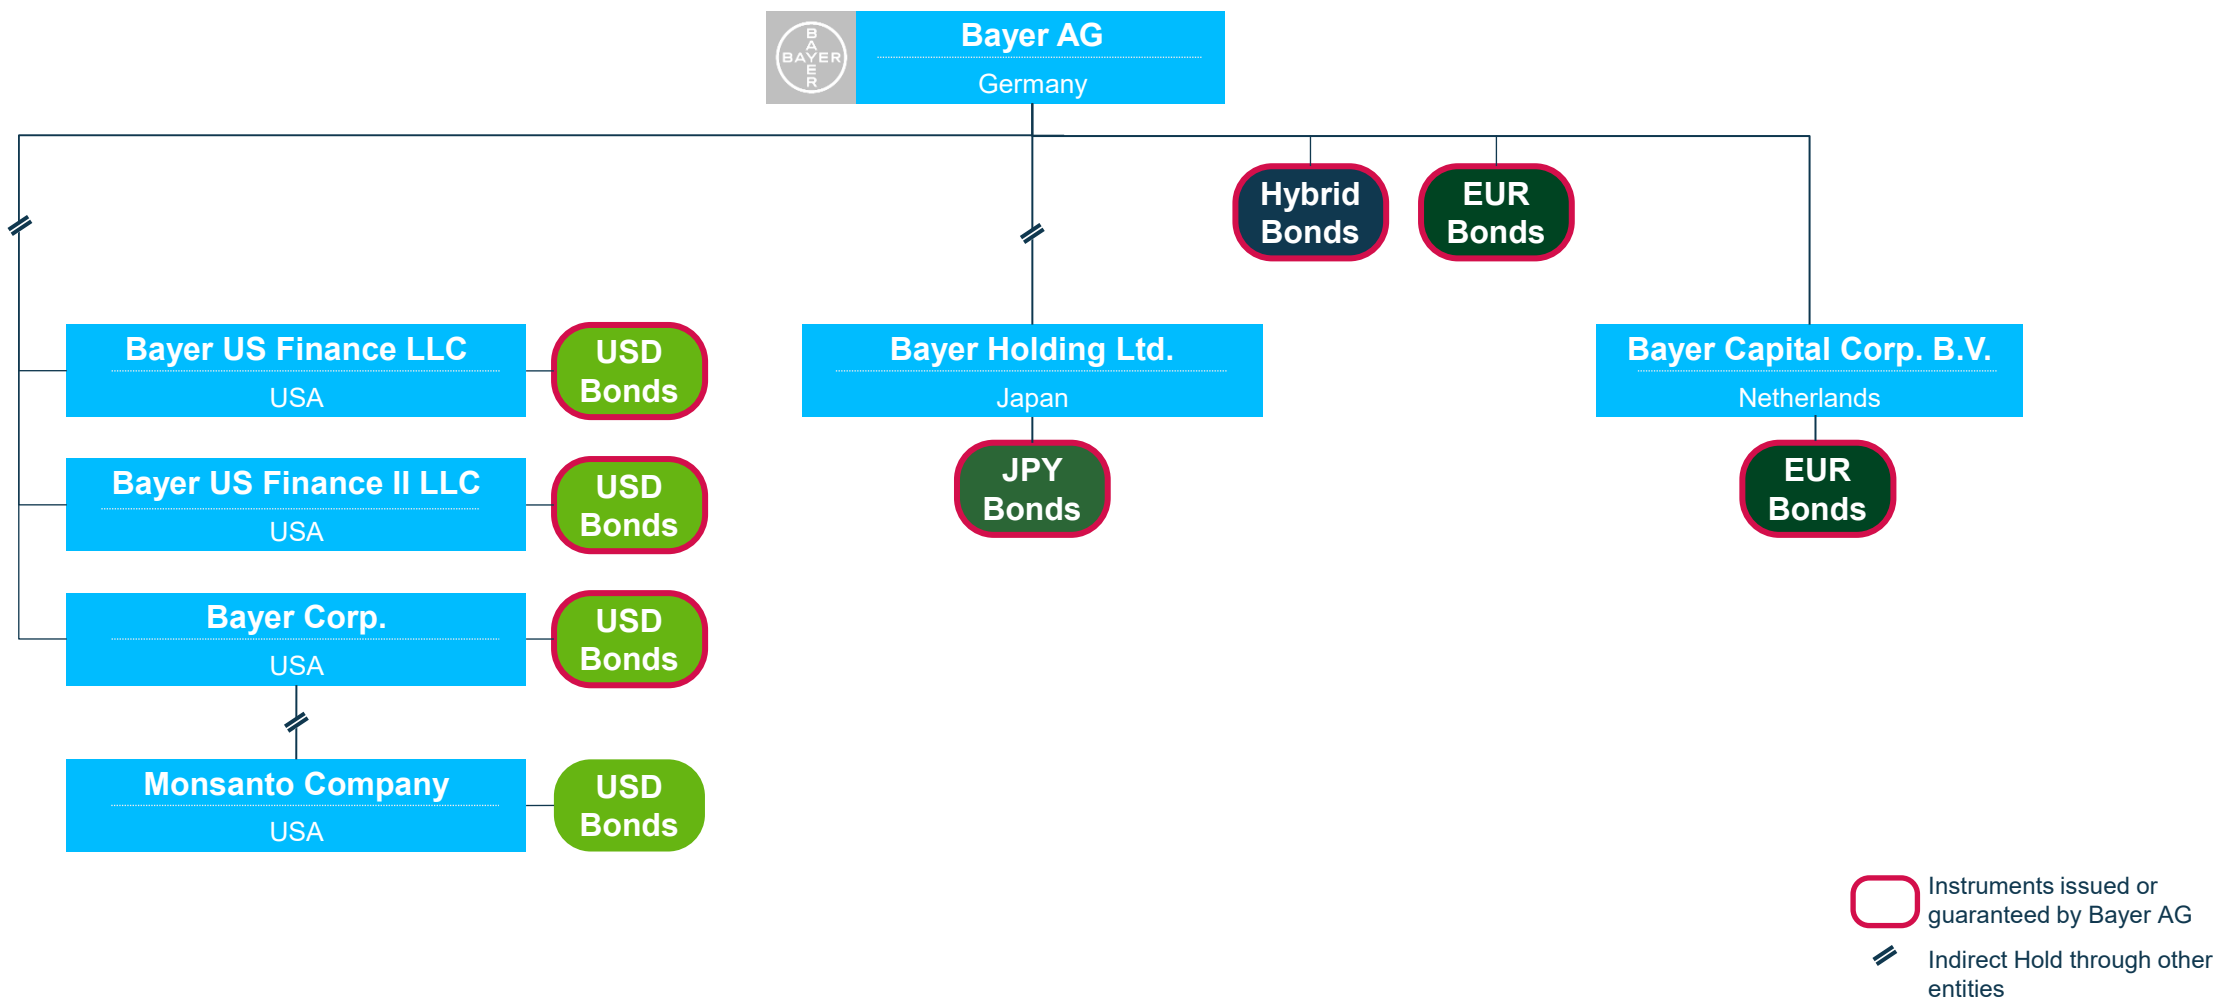 BAYER
BAYER
Bayer AG
Germany
Hybrid
Bonds
EUR
Bonds
Bayer US Finance LLC
USA
USD
Bonds
Bayer Holding Ltd.
Japan
JPY
Bonds
Bayer Capital Corp. B.V.
Netherlands
EUR
Bonds
Bayer US Finance II LLC
USA
USD
Bonds
Bayer Corp.
USA
USD
Bonds
Monsanto Company
USA
USD
Bonds
Instruments issued or
guaranteed by Bayer AG
Indirect Hold through other
entities